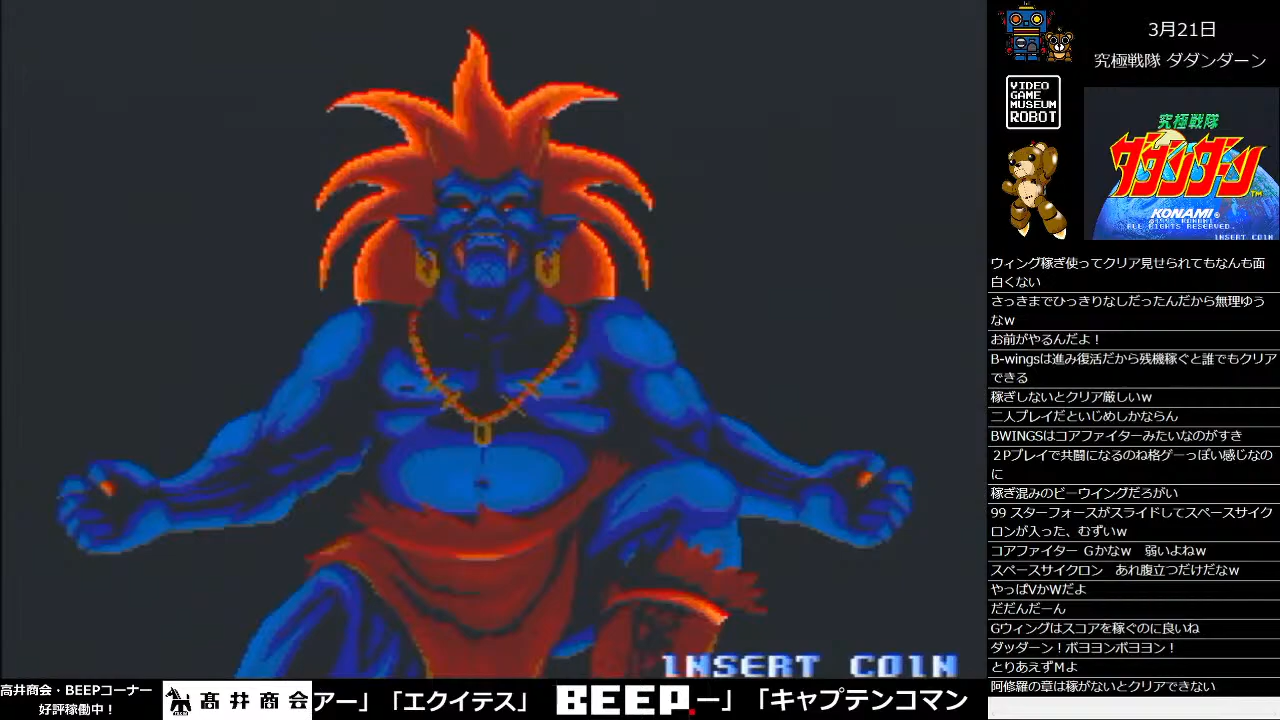 INSERT COIN
3月21日
究極戦隊 ダダンダーン
VIDEO
GAME
MUSEUM
ROBOT
究極戦隊
ダダンダーン™
KONAMI®
ALL RIGHTS RESERVED.
INSERT COIN
ウィング稼ぎ使ってクリア見せられてもなんも面
白くない
さっきまでひっきりなしだったんだから無理ゆう
なw
お前がやるんだよ！
B-wingsは進み復活だから残機稼ぐと誰でもクリア
できる
稼ぎしないとクリア厳しいw
二人プレイだといじめしかならん
BWINGSはコアファイターみたいなのがすき
２Pプレイで共闘になるのね格ゲーっぽい感じなの
に
稼ぎ混みのビーウイングだろがい
99 スターフォースがスライドしてスペースサイク
ロンが入った、むずいw
コアファイター Ｇかなw　弱いよねw
スペースサイクロン　あれ腹立つだけだなw
やっぱVかWだよ
だだんだーん
Gウィングはスコアを稼ぐのに良いね
ダッダーン！ボヨヨンボヨヨン！
とりあえずＭよ
阿修羅の章は稼がないとクリアできない
高井商会・BEEPコーナー
好評稼働中！
髙井商会
アー」「エクイテス」
BEEP.
ー」「キャプテンコマン